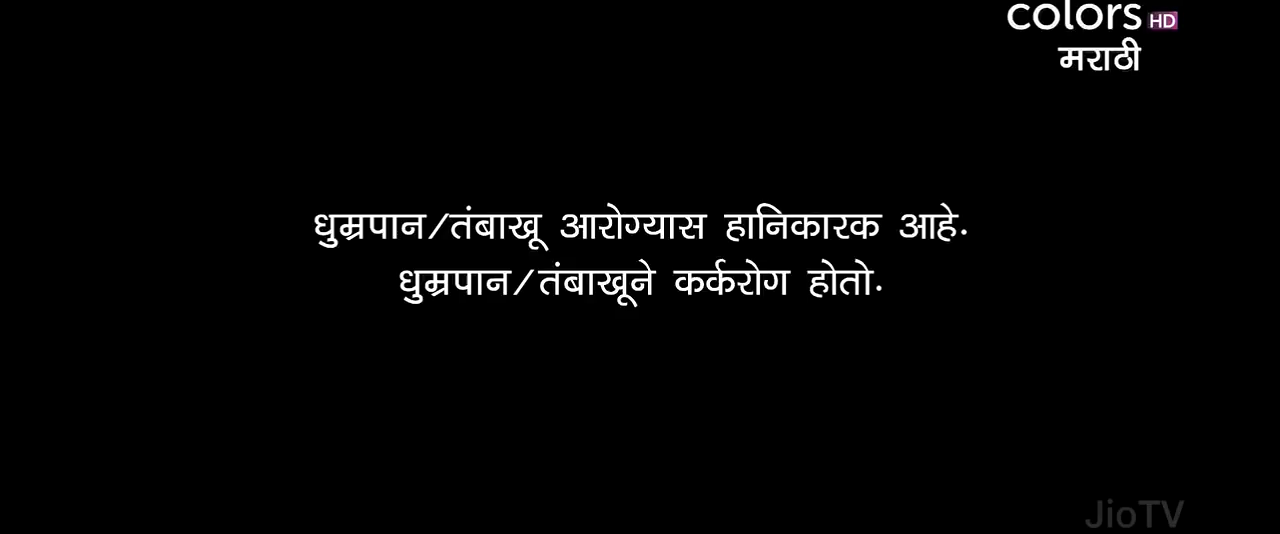 colors HD
मराठी
धुम्रपान/तंबाखू आरोग्यास हानिकारक आहे.
धुम्रपान/तंबाखूने कर्करोग होतो.
JioTV